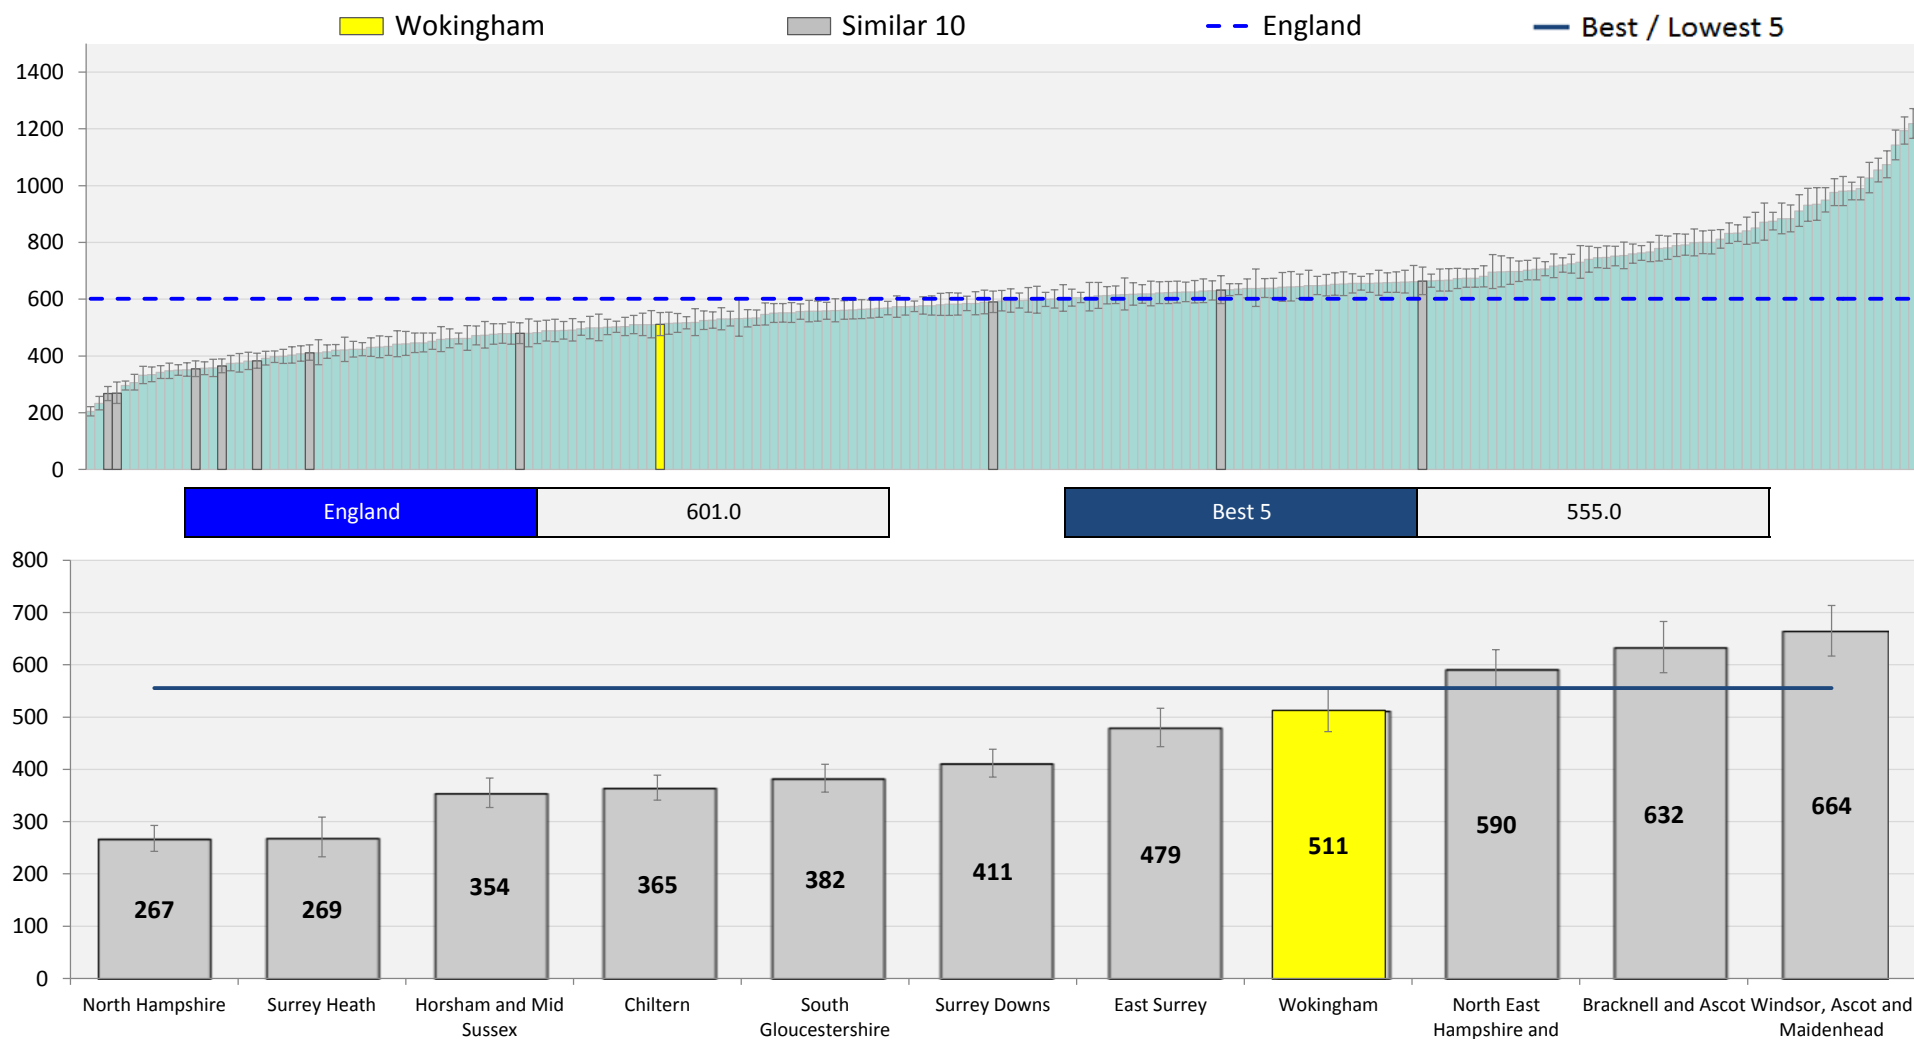 Wokingham
Similar 10
England
Best / Lowest 5
1400
1200
1000
800
600
400
200
0
England 601.0
Best 5 555.0
800
700
600
500
400
300
200
100
0
267
269
354
365
382
411
479
511
590
632
664
North Hampshire
Surrey Heath
Horsham and Mid
Sussex
Chiltern
South
Gloucestershire
Surrey Downs
East Surrey
Wokingham
North East
Hampshire and
Bracknell and Ascot
Windsor, Ascot and
Maidenhead